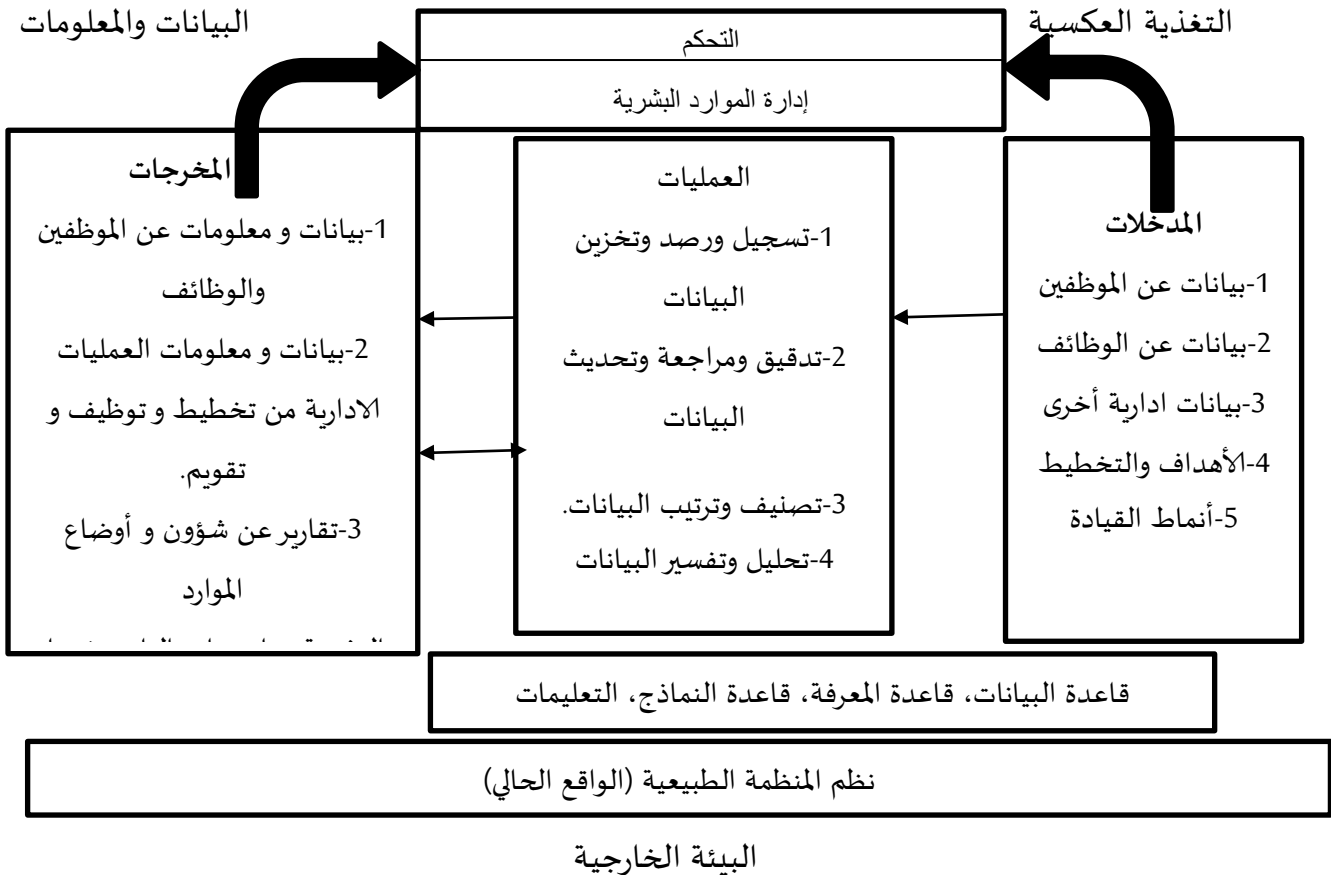 التغذية العكسية
البيانات والمعلومات
التحكم
إدارة الموارد البشرية
المدخلات
1-بيانات عن الموظفين
2-بيانات عن الوظائف
3-بيانات ادارية أخرى
4-الأهداف والتخطيط
5-أنماط القيادة
العمليات
1-تسجيل ورصد وتخزين
البيانات
2-تدقيق ومراجعة وتحديث
البيانات
3-تصنيف وترتيب البيانات.
4-تحليل وتفسير البيانات
المخرجات
1-بيانات و معلومات عن الموظفين
والوظائف
2-بيانات و معلومات العمليات
الادارية من تخطيط و توظيف و
تقويم.
3-تقارير عن شؤون و أوضاع
الموارد
قاعدة البيانات، قاعدة المعرفة، قاعدة النماذج، التعليمات
نظم المنظمة الطبيعية (الواقع الحالي)
البيئة الخارجية